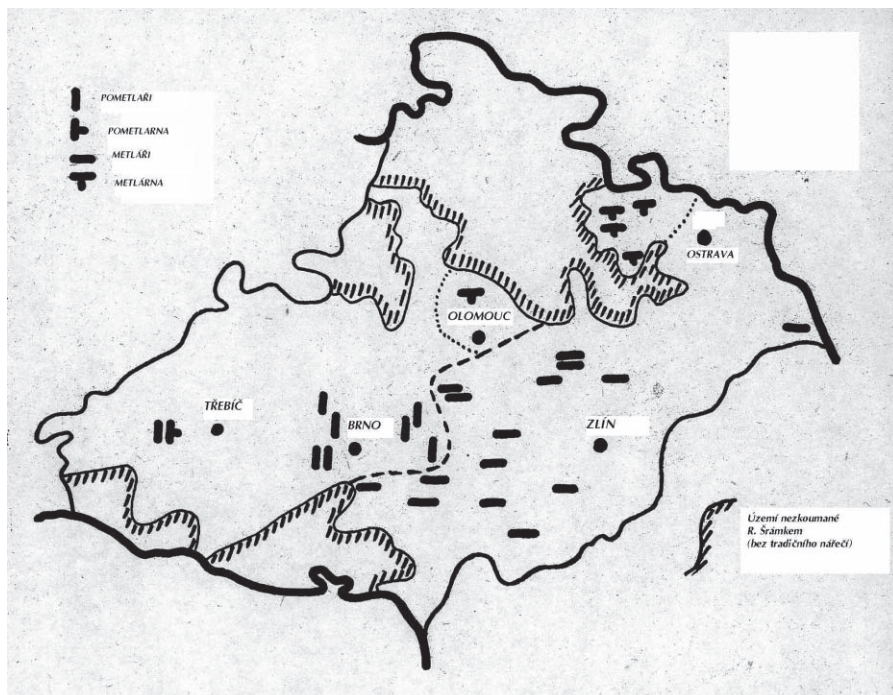 POMETLAŘI
POMETLARNA
METLÁŘI
METLÁRNA
OSTRAVA
OLOMOUC
TŘEBÍČ
BRNO
ZLÍN
Území nezkoumané
R. Šrámkem
(bez tradičního nářečí)